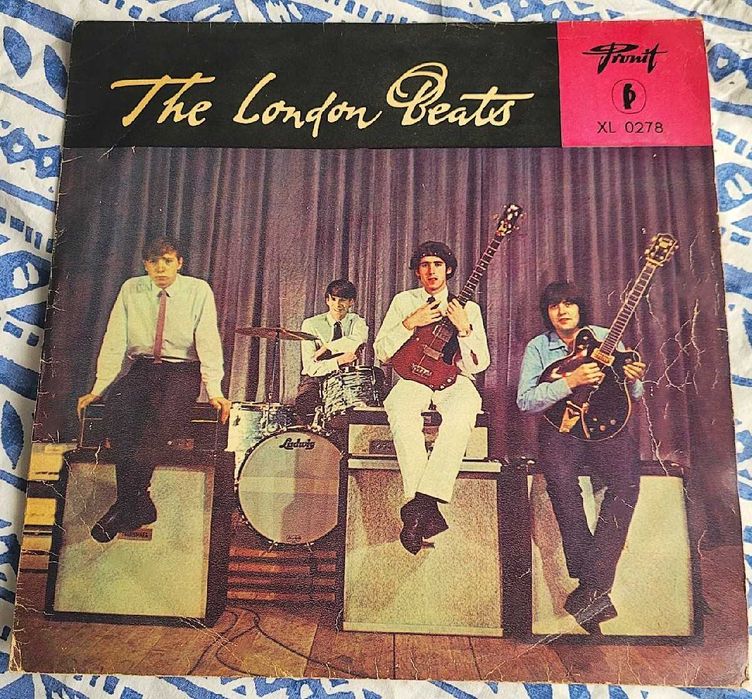 The London Beats
Pronit
XL 0278
Ludwig